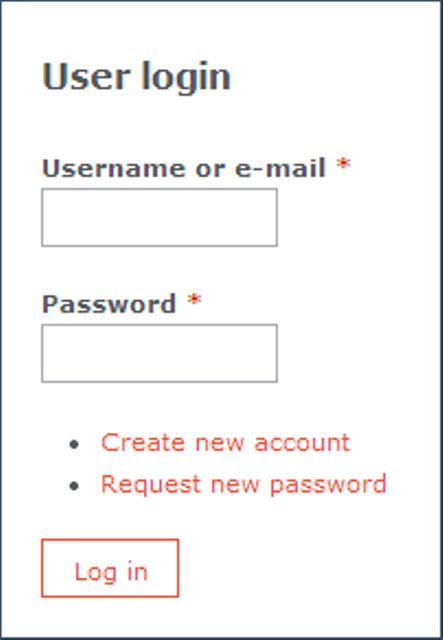 User login
Username or e-mail *
Password *
Create new account
Request new password
Log in